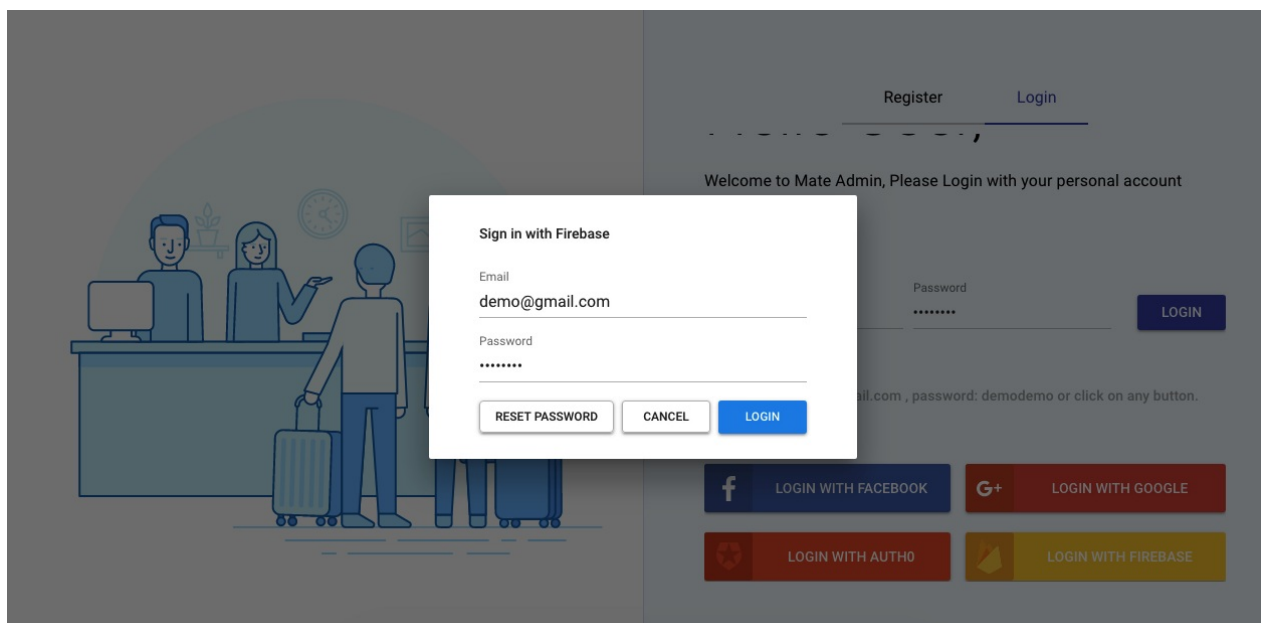 Register Login
Welcome to Mate Admin, Please Login with your personal account
Sign in with Firebase
Email
demo@gmail.com
Password
••••••••
RESET PASSWORD CANCEL LOGIN
Password
••••••••
LOGIN
ail.com , password: demodemo or click on any button.
f LOGIN WITH FACEBOOK
G+ LOGIN WITH GOOGLE
LOGIN WITH AUTH0
LOGIN WITH FIREBASE